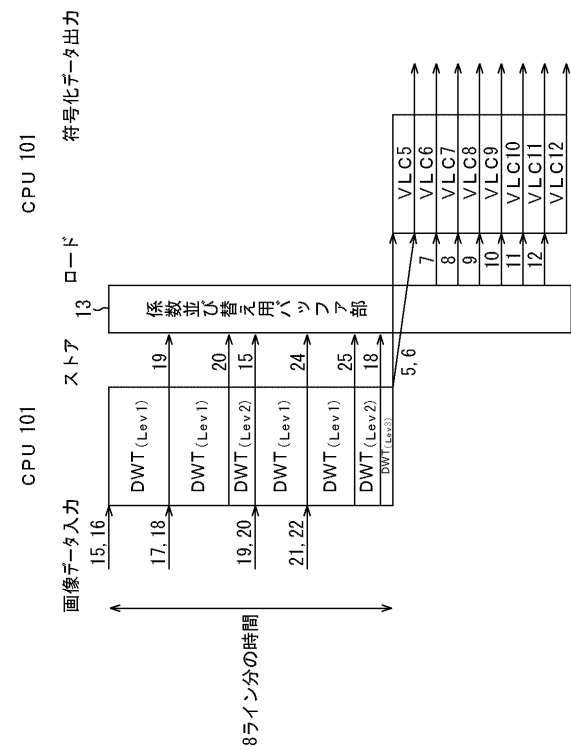 CPU 101
CPU 101
画像データ入力
ストア
ロード
符号化データ出力
13
係数並び替え用バッファ部
15, 16
17, 18
19, 20
21, 22
8ライン分の時間
DWT(Lev1)
DWT(Lev1)
DWT(Lev2)
DWT(Lev1)
DWT(Lev1)
DWT(Lev2)
DWT(Lev3)
19
20
15
24
25
18
5, 6
7
8
9
10
11
12
VLC5
VLC6
VLC7
VLC8
VLC9
VLC10
VLC11
VLC12